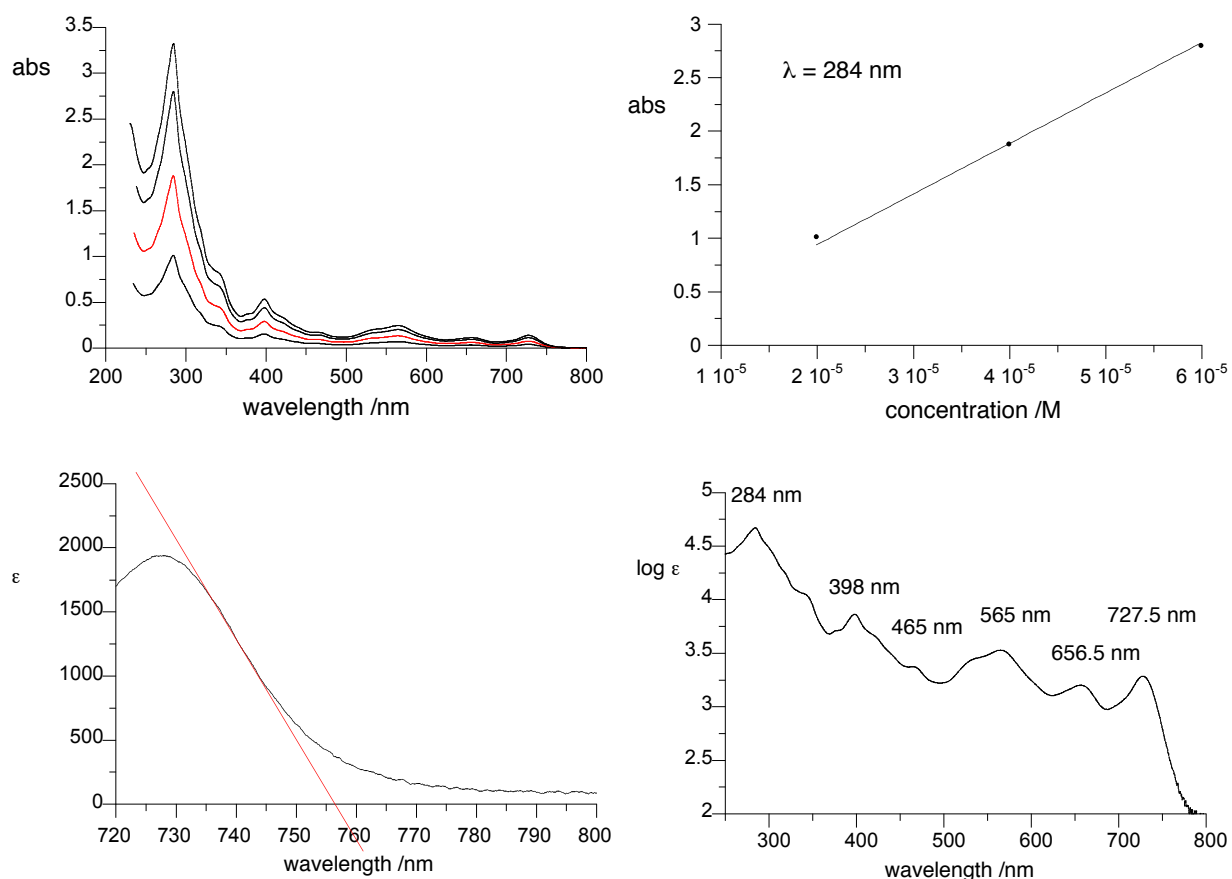 3.5
3
2.5
2
1.5
1
0.5
0
abs
200 300 400 500 600 700 800
wavelength /nm
3
2.5
2
1.5
1
0.5
0
abs
λ = 284 nm
1 10-5 2 10-5 3 10-5 4 10-5 5 10-5 6 10-5
concentration /M
2500
2000
1500
1000
500
0
ε
720 730 740 750 760 770 780 790 800
wavelength /nm
5
4.5
4
3.5
3
2.5
2
log ε
284 nm
398 nm
465 nm
565 nm
656.5 nm
727.5 nm
300 400 500 600 700 800
wavelength /nm